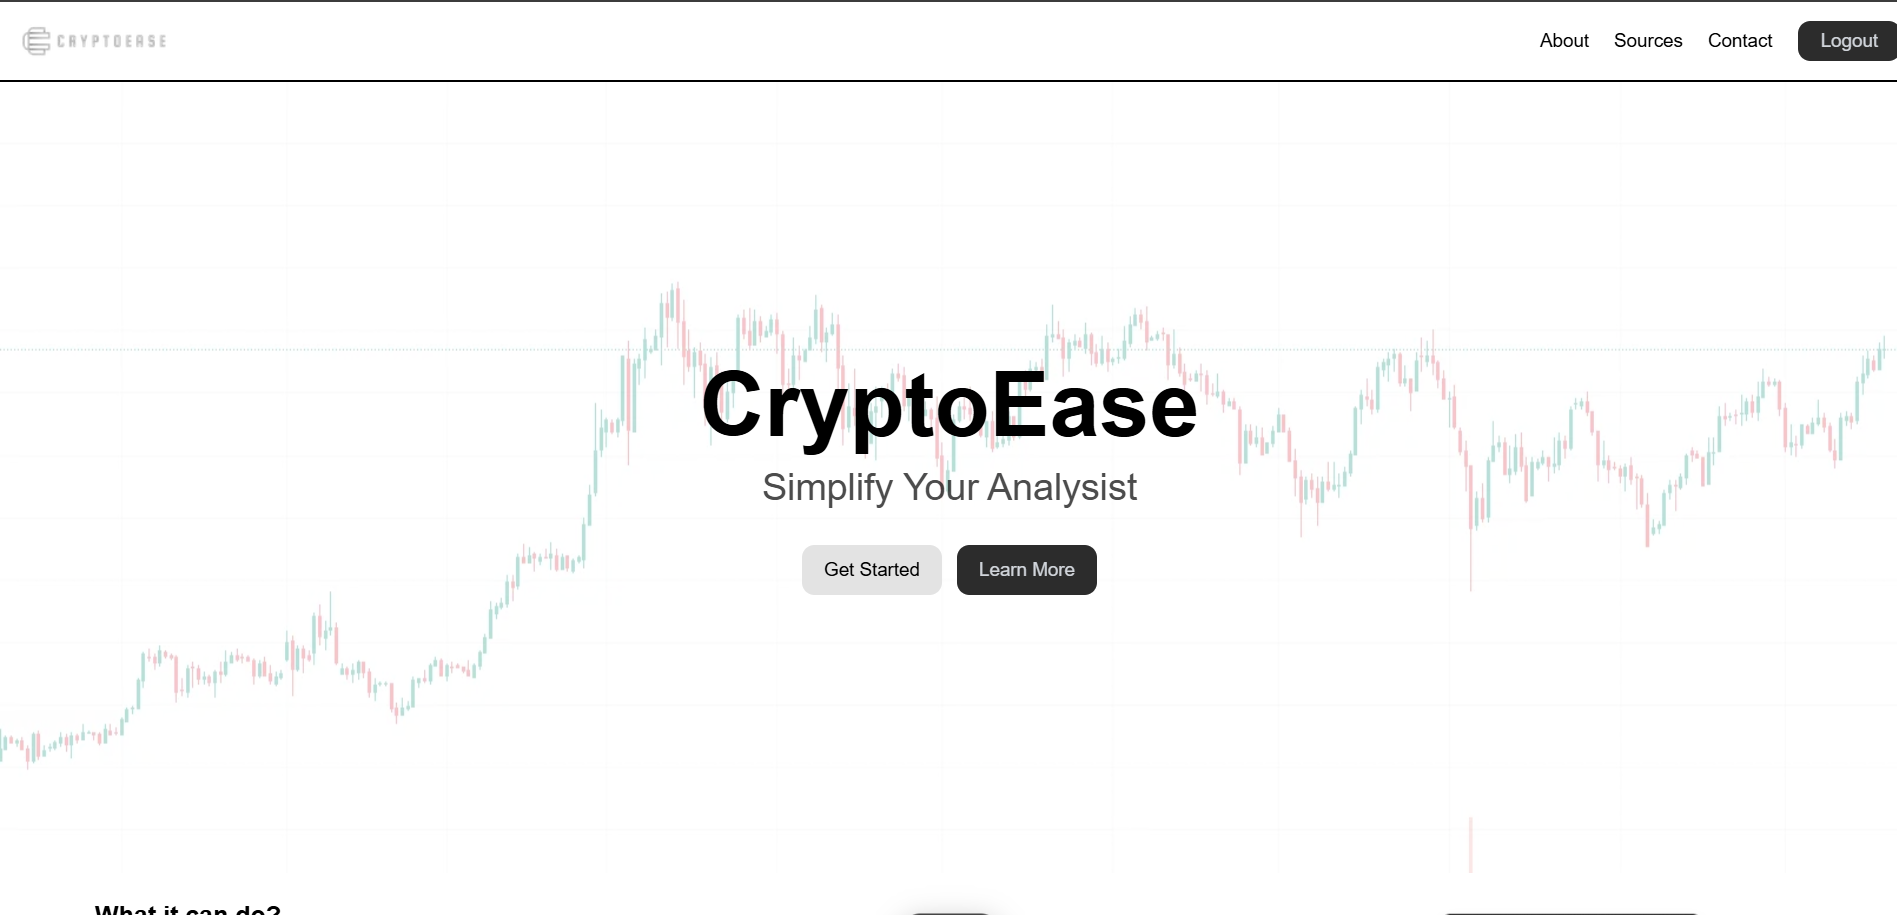 CRYPTOEASE
About Sources Contact Logout
CryptoEase
Simplify Your Analysist
Get Started Learn More
What it can do?